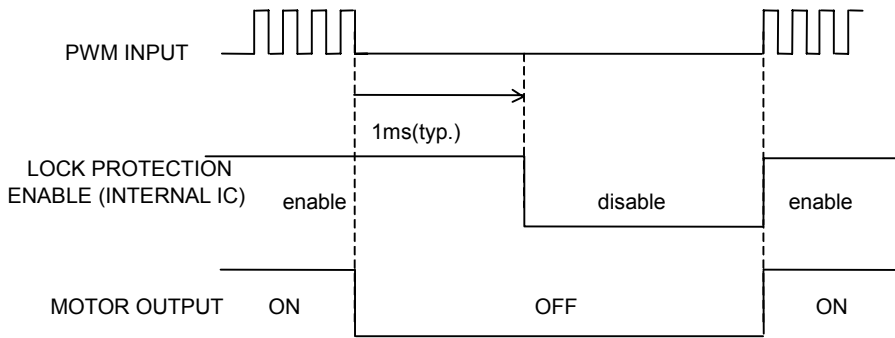 PWM INPUT
1ms(typ.)
LOCK PROTECTION
ENABLE (INTERNAL IC)
enable
disable
enable
MOTOR OUTPUT
ON
OFF
ON